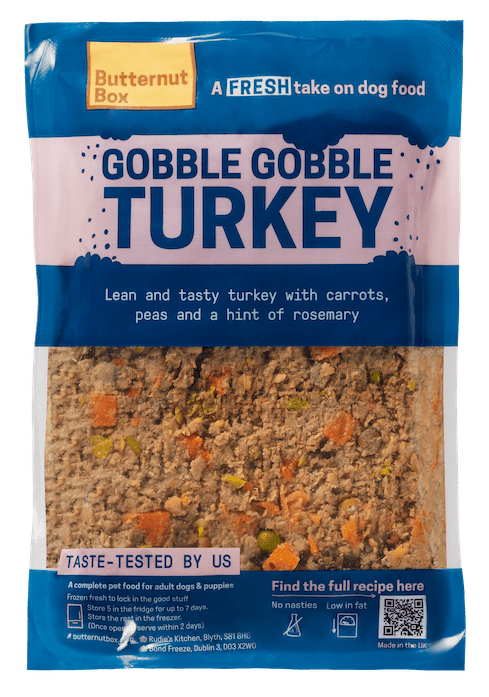 Butternut
Box
A FRESH take on dog food
GOBBLE GOBBLE
TURKEY
Lean and tasty turkey with carrots,
peas and a hint of rosemary
TASTE-TESTED BY US
A complete pet food for adult dogs & puppies
Frozen fresh to lock in the good stuff
Store 5 in the fridge for up to 7 days.
Store the rest in the freezer.
(Once open serve within 2 days)
butternutbox.
Rudie's Kitchen, Blyth, S81 8HG
Bond Freeze, Dublin 3, D03 X2W0
Find the full recipe here
No nasties Low in fat
Made in the UK